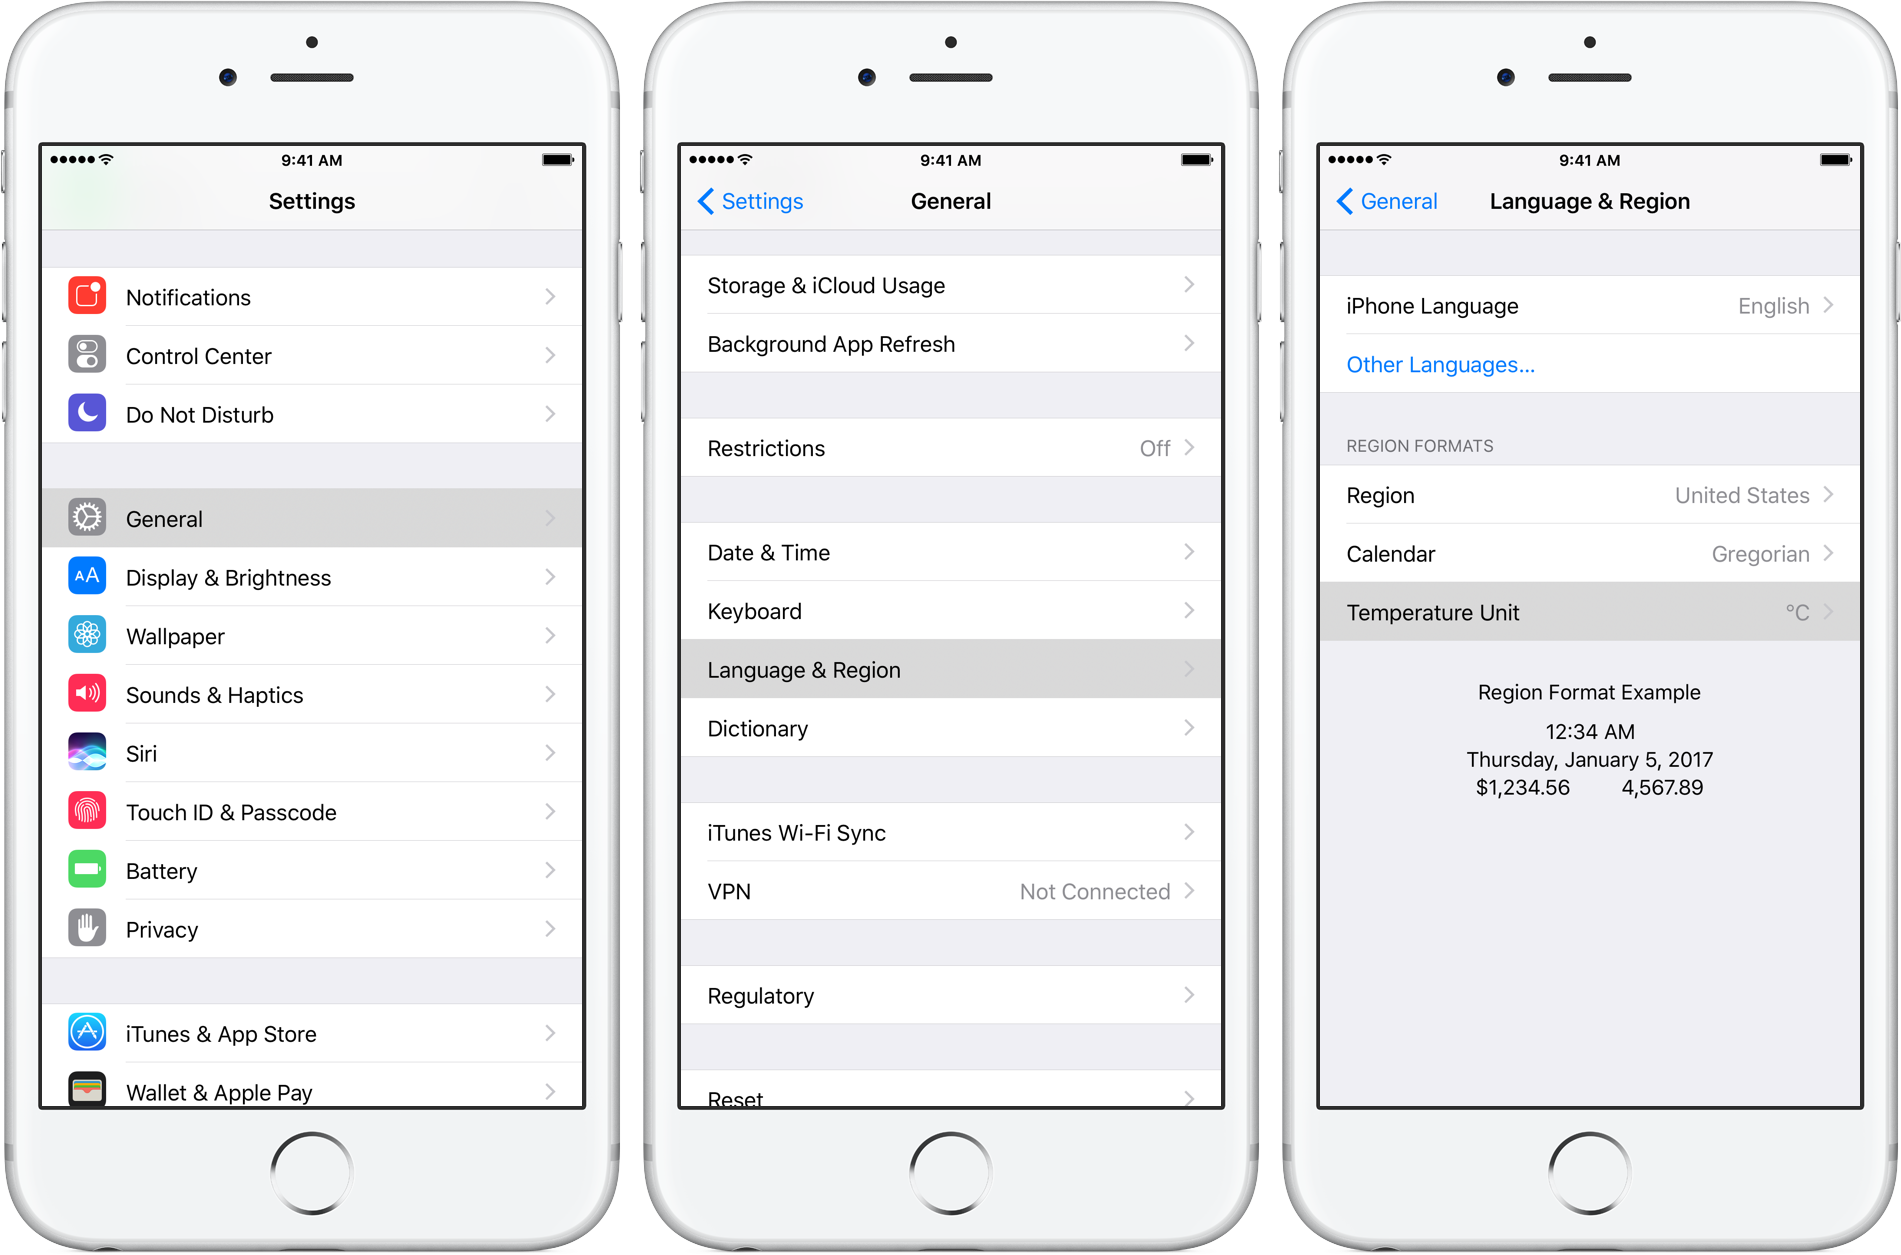 9:41 AM
Settings
Notifications
Control Center
Do Not Disturb
General
AA Display & Brightness
Wallpaper
Sounds & Haptics
Siri
Touch ID & Passcode
Battery
Privacy
iTunes & App Store
Wallet & Apple Pay
9:41 AM
Settings General
Storage & iCloud Usage
Background App Refresh
Restrictions Off
Date & Time
Keyboard
Language & Region
Dictionary
iTunes Wi-Fi Sync
VPN Not Connected
Regulatory
Reset
9:41 AM
General Language & Region
iPhone Language English
Other Languages...
REGION FORMATS
Region United States
Calendar Gregorian
Temperature Unit °C
Region Format Example
12:34 AM
Thursday, January 5, 2017
$1,234.56 4,567.89